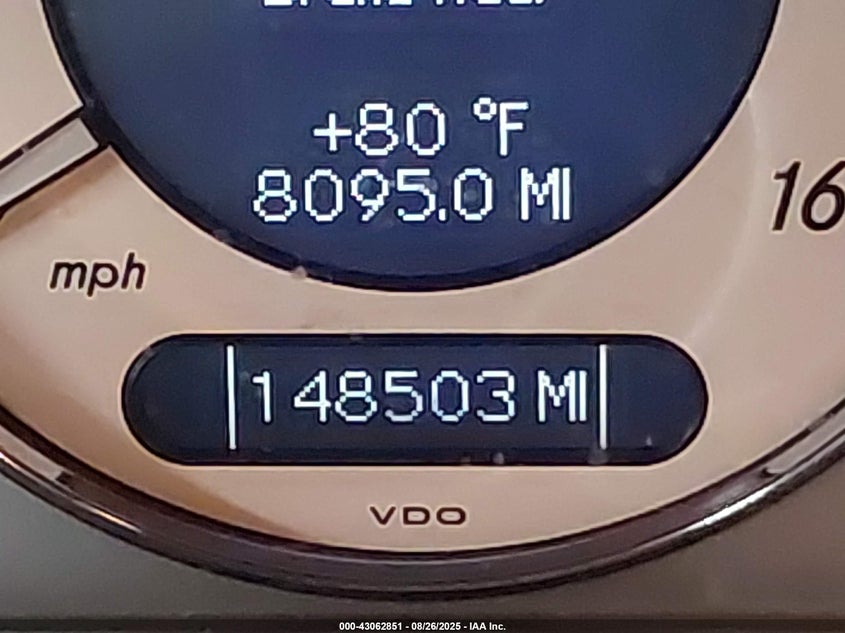 +80 °F
8095.0 MI
mph
16
148503 MI
VDO
000-43062851 - 08/26/2025 - IAA Inc.